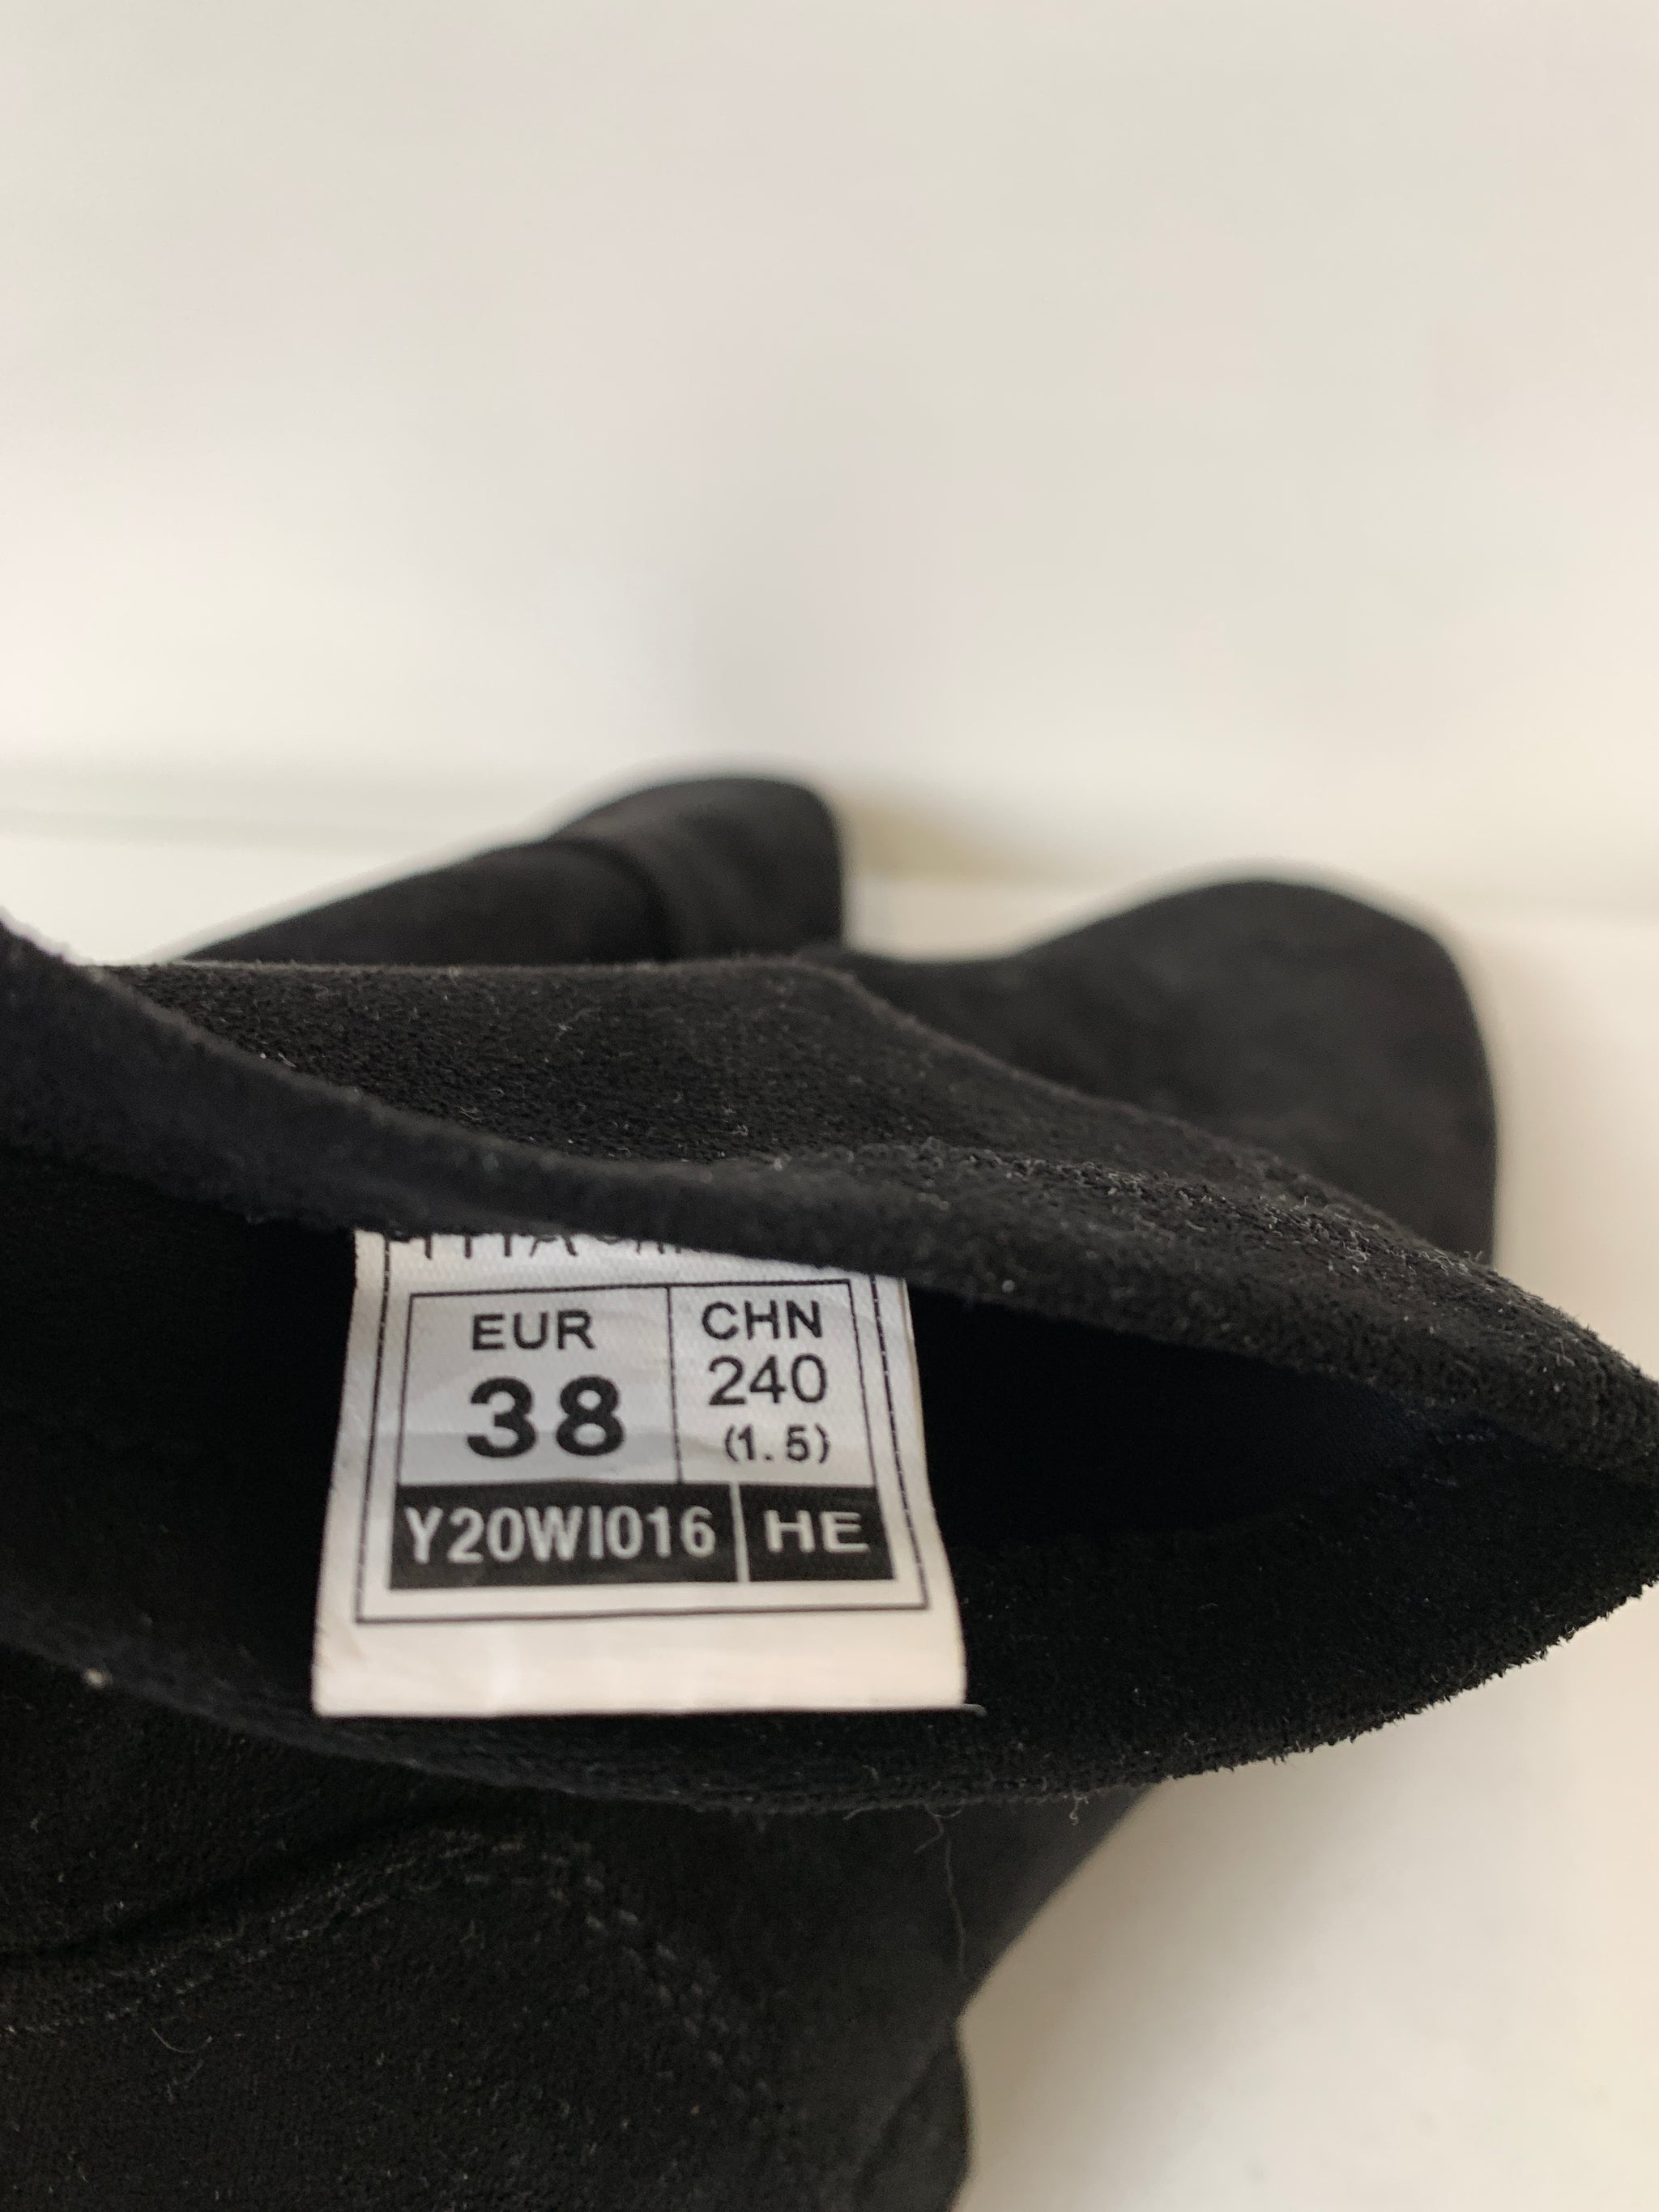 EUR
38
CHN
240
(1.5)
Y20WI016
HE